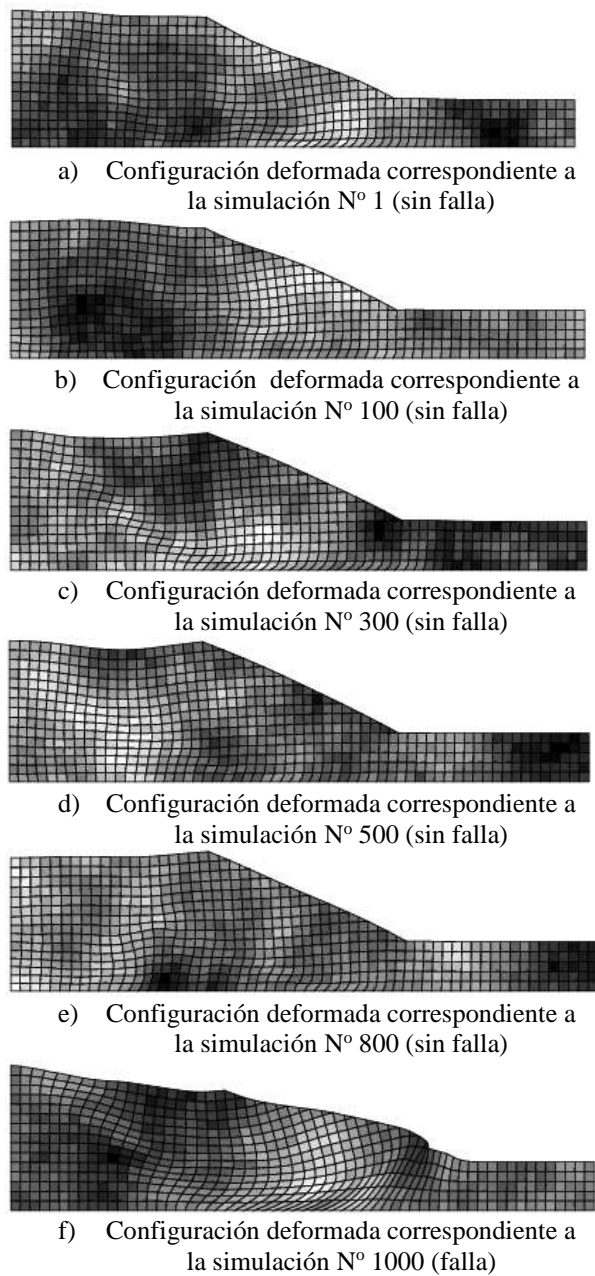 a) Configuración deformada correspondiente a
la simulación Nº 1 (sin falla)
b) Configuración deformada correspondiente a
la simulación Nº 100 (sin falla)
c) Configuración deformada correspondiente a
la simulación Nº 300 (sin falla)
d) Configuración deformada correspondiente a
la simulación Nº 500 (sin falla)
e) Configuración deformada correspondiente a
la simulación Nº 800 (sin falla)
f) Configuración deformada correspondiente a
la simulación Nº 1000 (falla)